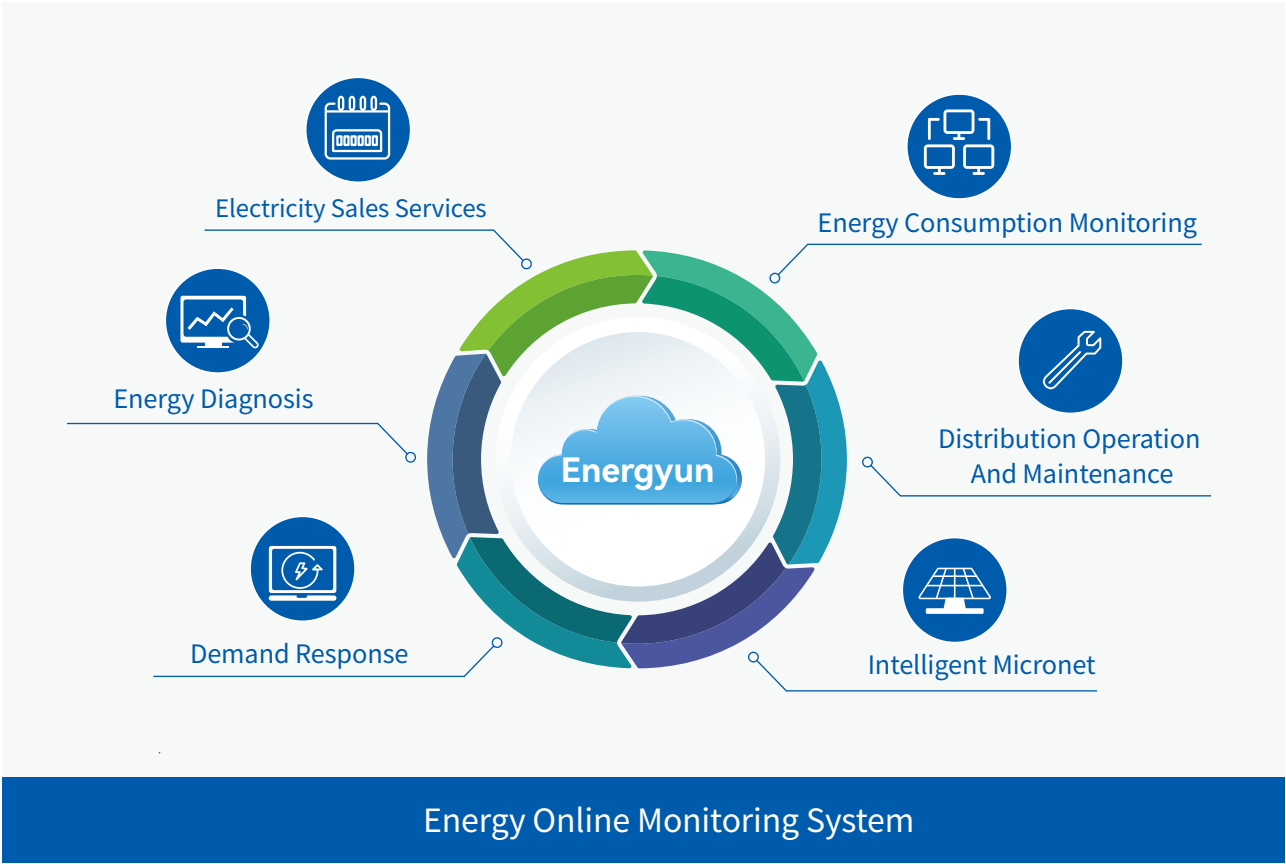 Electricity Sales Services
Energy Consumption Monitoring
Energy Diagnosis
Distribution Operation
And Maintenance
Energyun
Demand Response
Intelligent Micronet
Energy Online Monitoring System